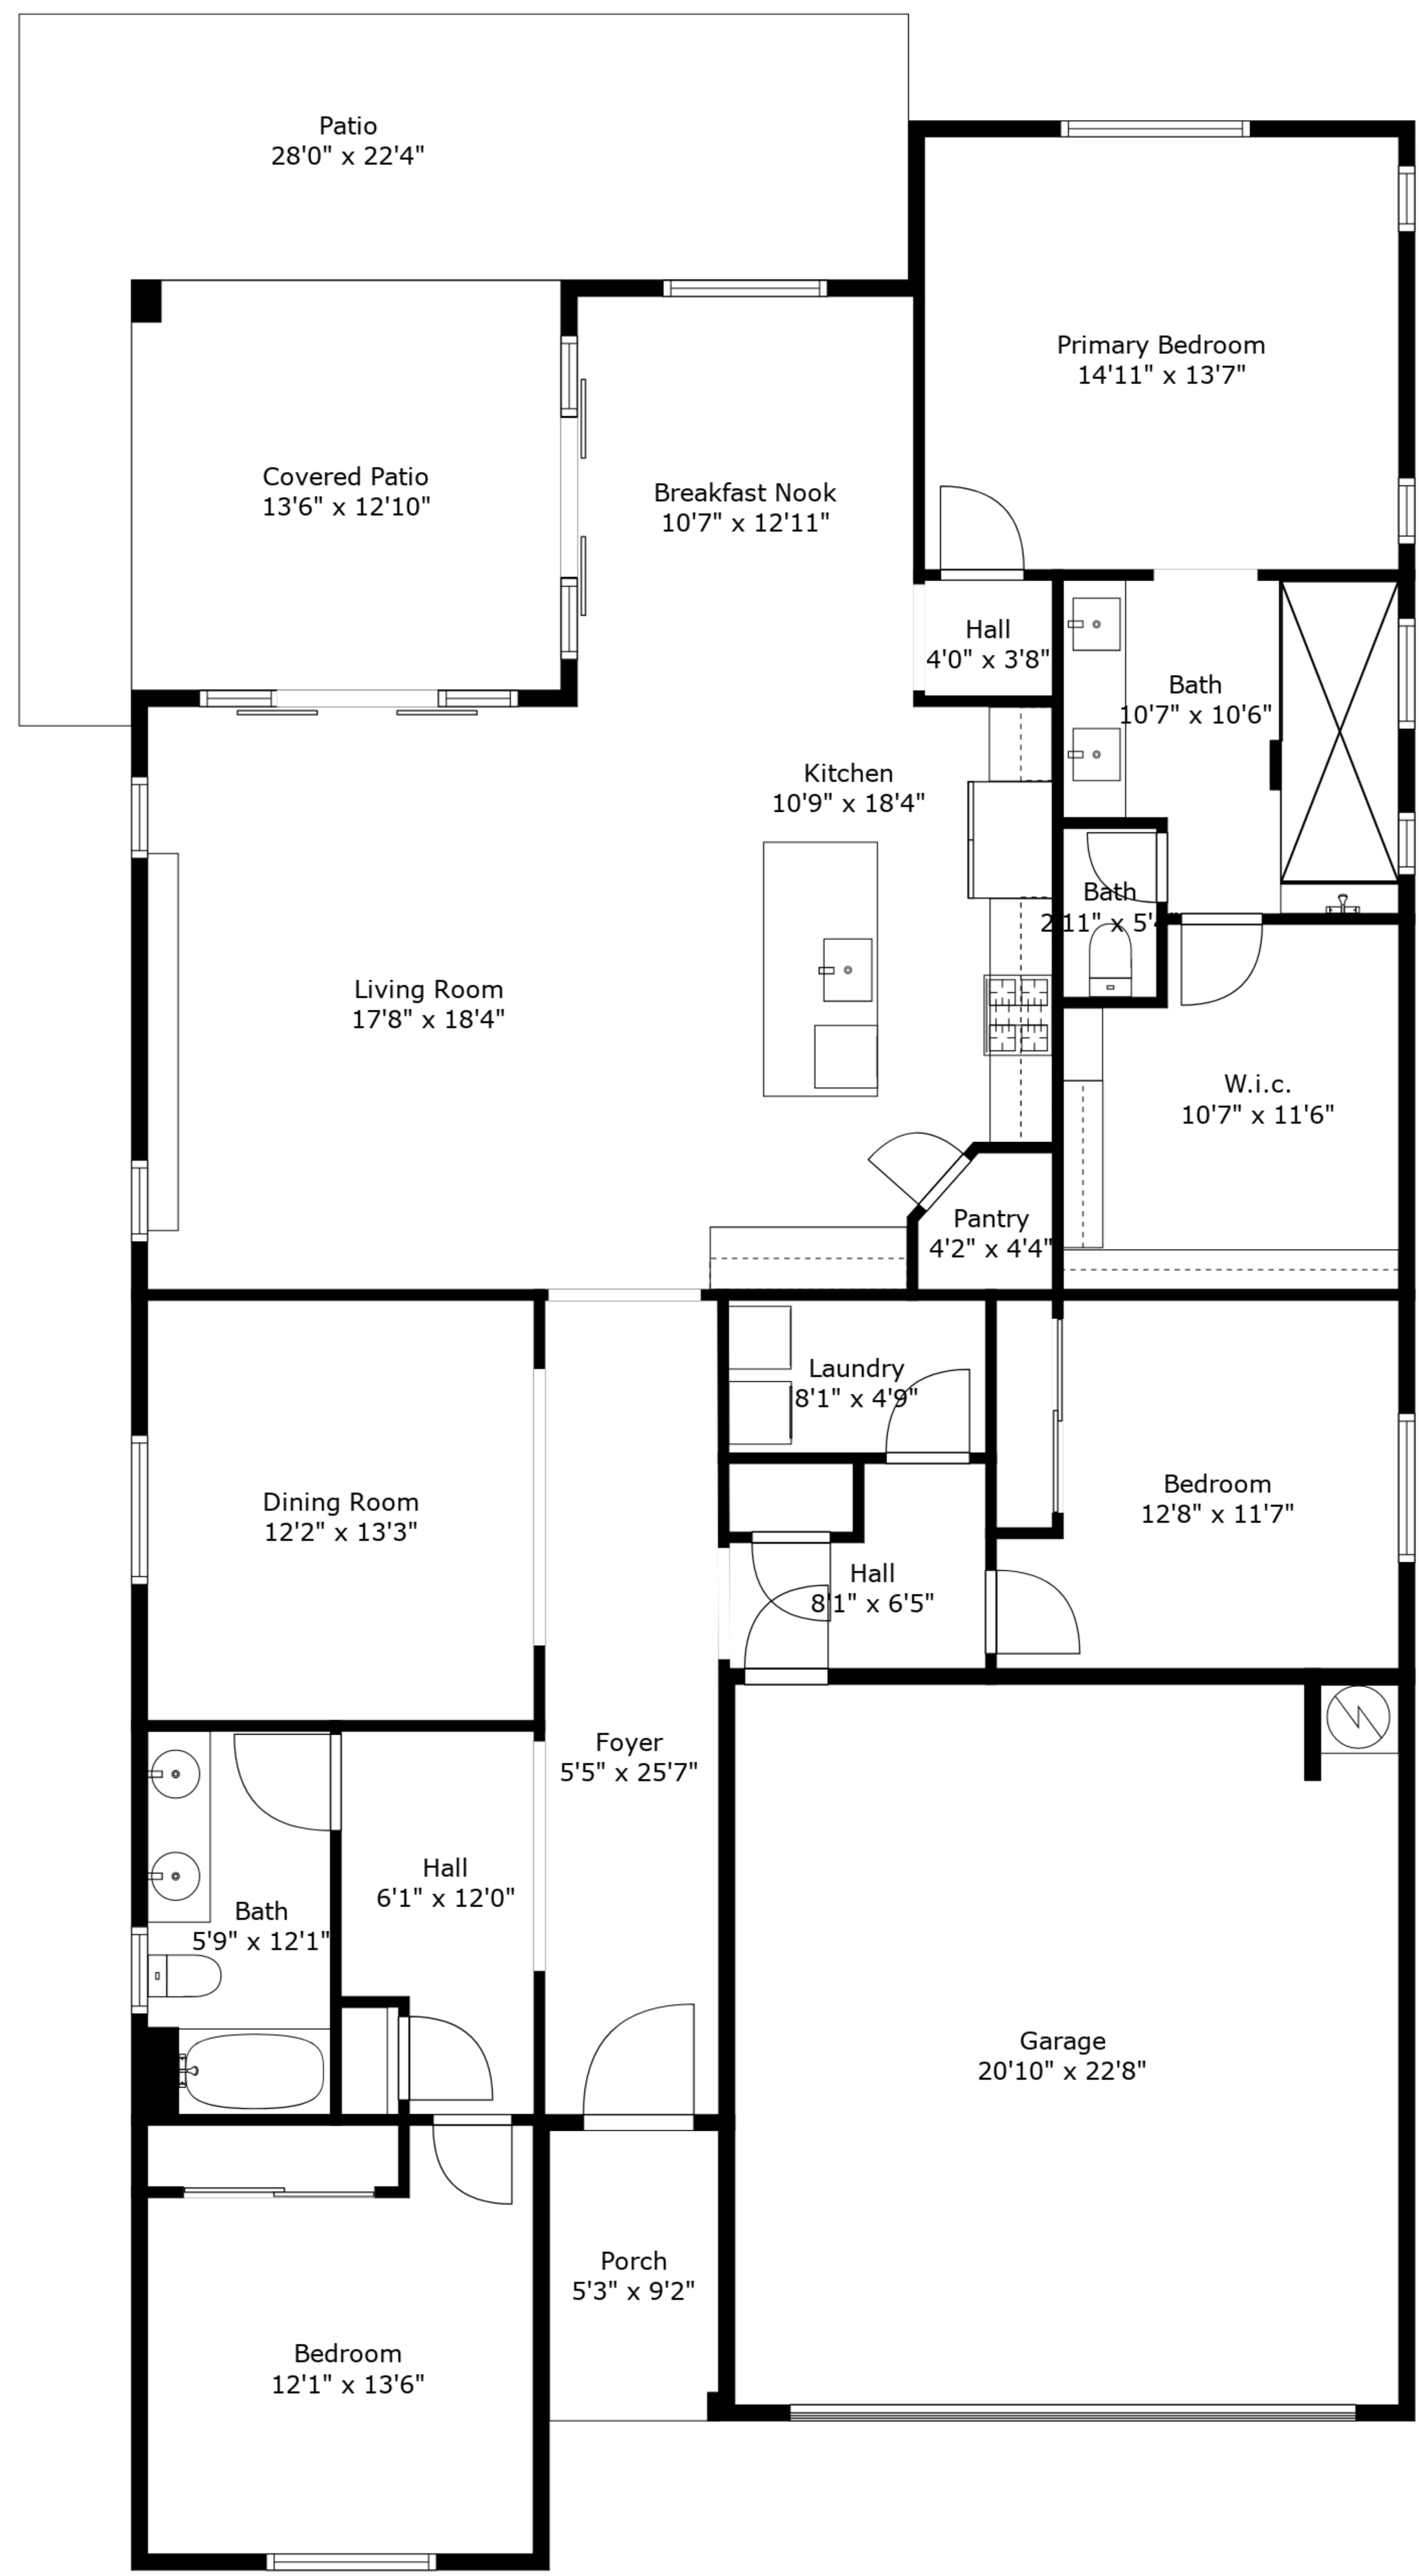 Patio
28'0" x 22'4"
Primary Bedroom
14'11" x 13'7"
Covered Patio
13'6" x 12'10"
Breakfast Nook
10'7" x 12'11"
Hall
4'0" x 3'8"
Bath
10'7" x 10'6"
Kitchen
10'9" x 18'4"
Bath
2'11" x 5'
Living Room
17'8" x 18'4"
W.i.c.
10'7" x 11'6"
Pantry
4'2" x 4'4"
Laundry
8'1" x 4'9"
Dining Room
12'2" x 13'3"
Bedroom
12'8" x 11'7"
Hall
8'1" x 6'5"
Foyer
5'5" x 25'7"
Hall
6'1" x 12'0"
Bath
5'9" x 12'1"
Garage
20'10" x 22'8"
Porch
5'3" x 9'2"
Bedroom
12'1" x 13'6"